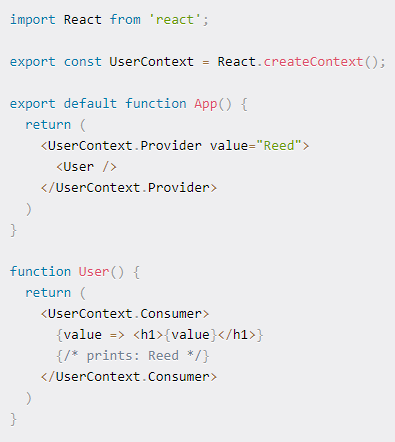 import React from 'react';
export const UserContext = React.createContext();
export default function App() {
return (
<UserContext.Provider value="Reed">
<User />
</UserContext.Provider>
)
}
function User() {
return (
<UserContext.Consumer>
{value => <h1>{value}</h1>}
{/* prints: Reed */}
</UserContext.Consumer>
)
}